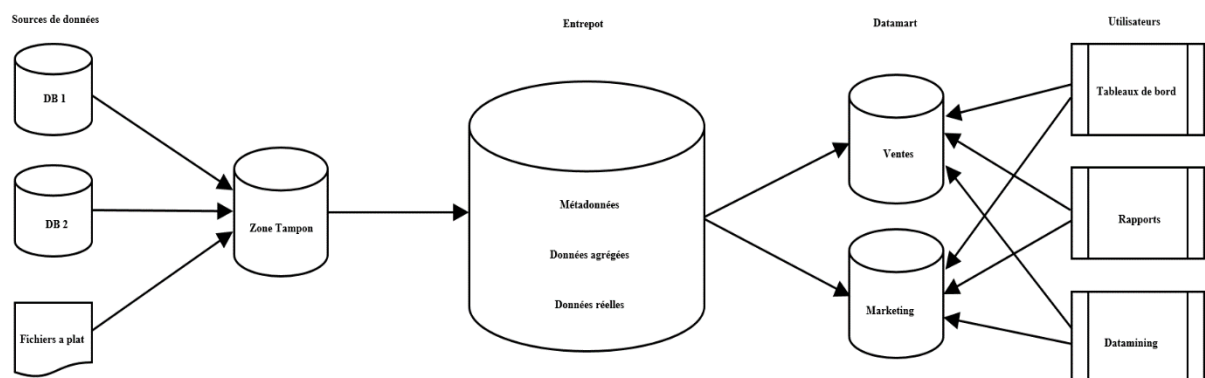 Sources de données
Entrepot
Datamart
Utilisateurs
DB 1
DB 2
Fichiers a plat
Zone Tampon
Métadonnées
Données agrégées
Données réelles
Ventes
Marketing
Tableaux de bord
Rapports
Datamining